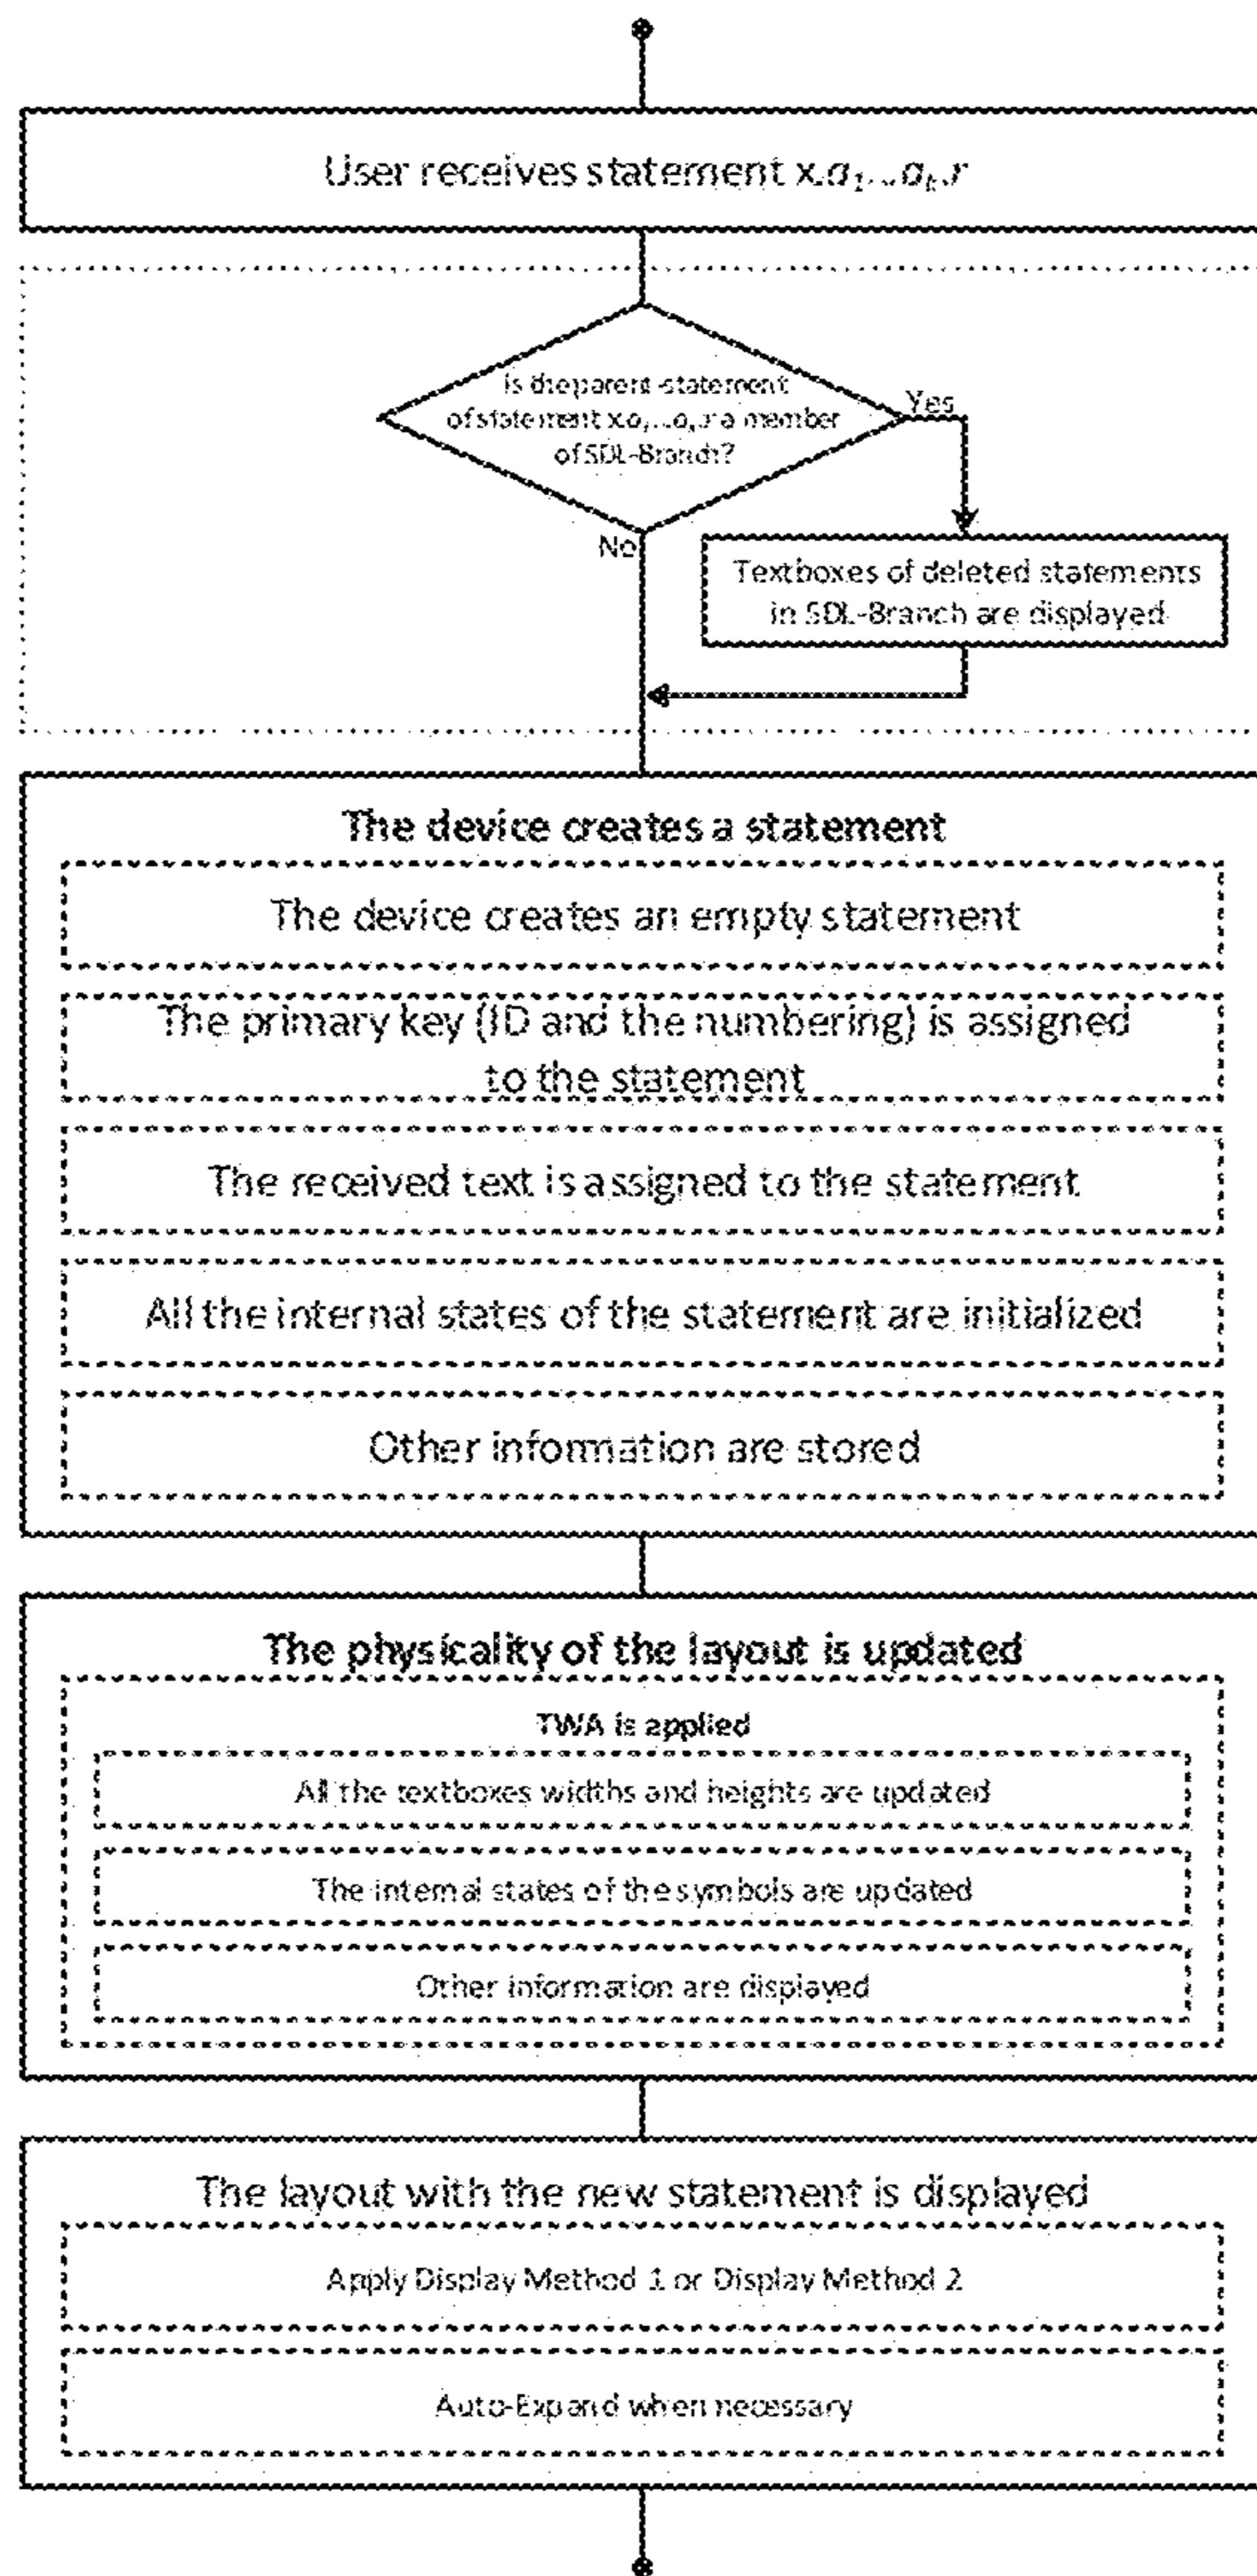 User receives statement x.a₁...aₖ.r
Is the parent-statement
of statement x.a₁...aₖ.r a member
of SDL-Branch?
Yes
No
Textboxes of deleted statements
in SDL-Branch are displayed
The device creates a statement
The device creates an empty statement
The primary key (ID and the numbering) is assigned
to the statement
The received text is assigned to the statement
All the internal states of the statement are initialized
Other information are stored
The physicality of the layout is updated
TWA is applied
All the textboxes widths and heights are updated
The internal states of the symbols are updated
Other information are displayed
The layout with the new statement is displayed
Apply Display Method 1 or Display Method 2
Auto-Expand when necessary